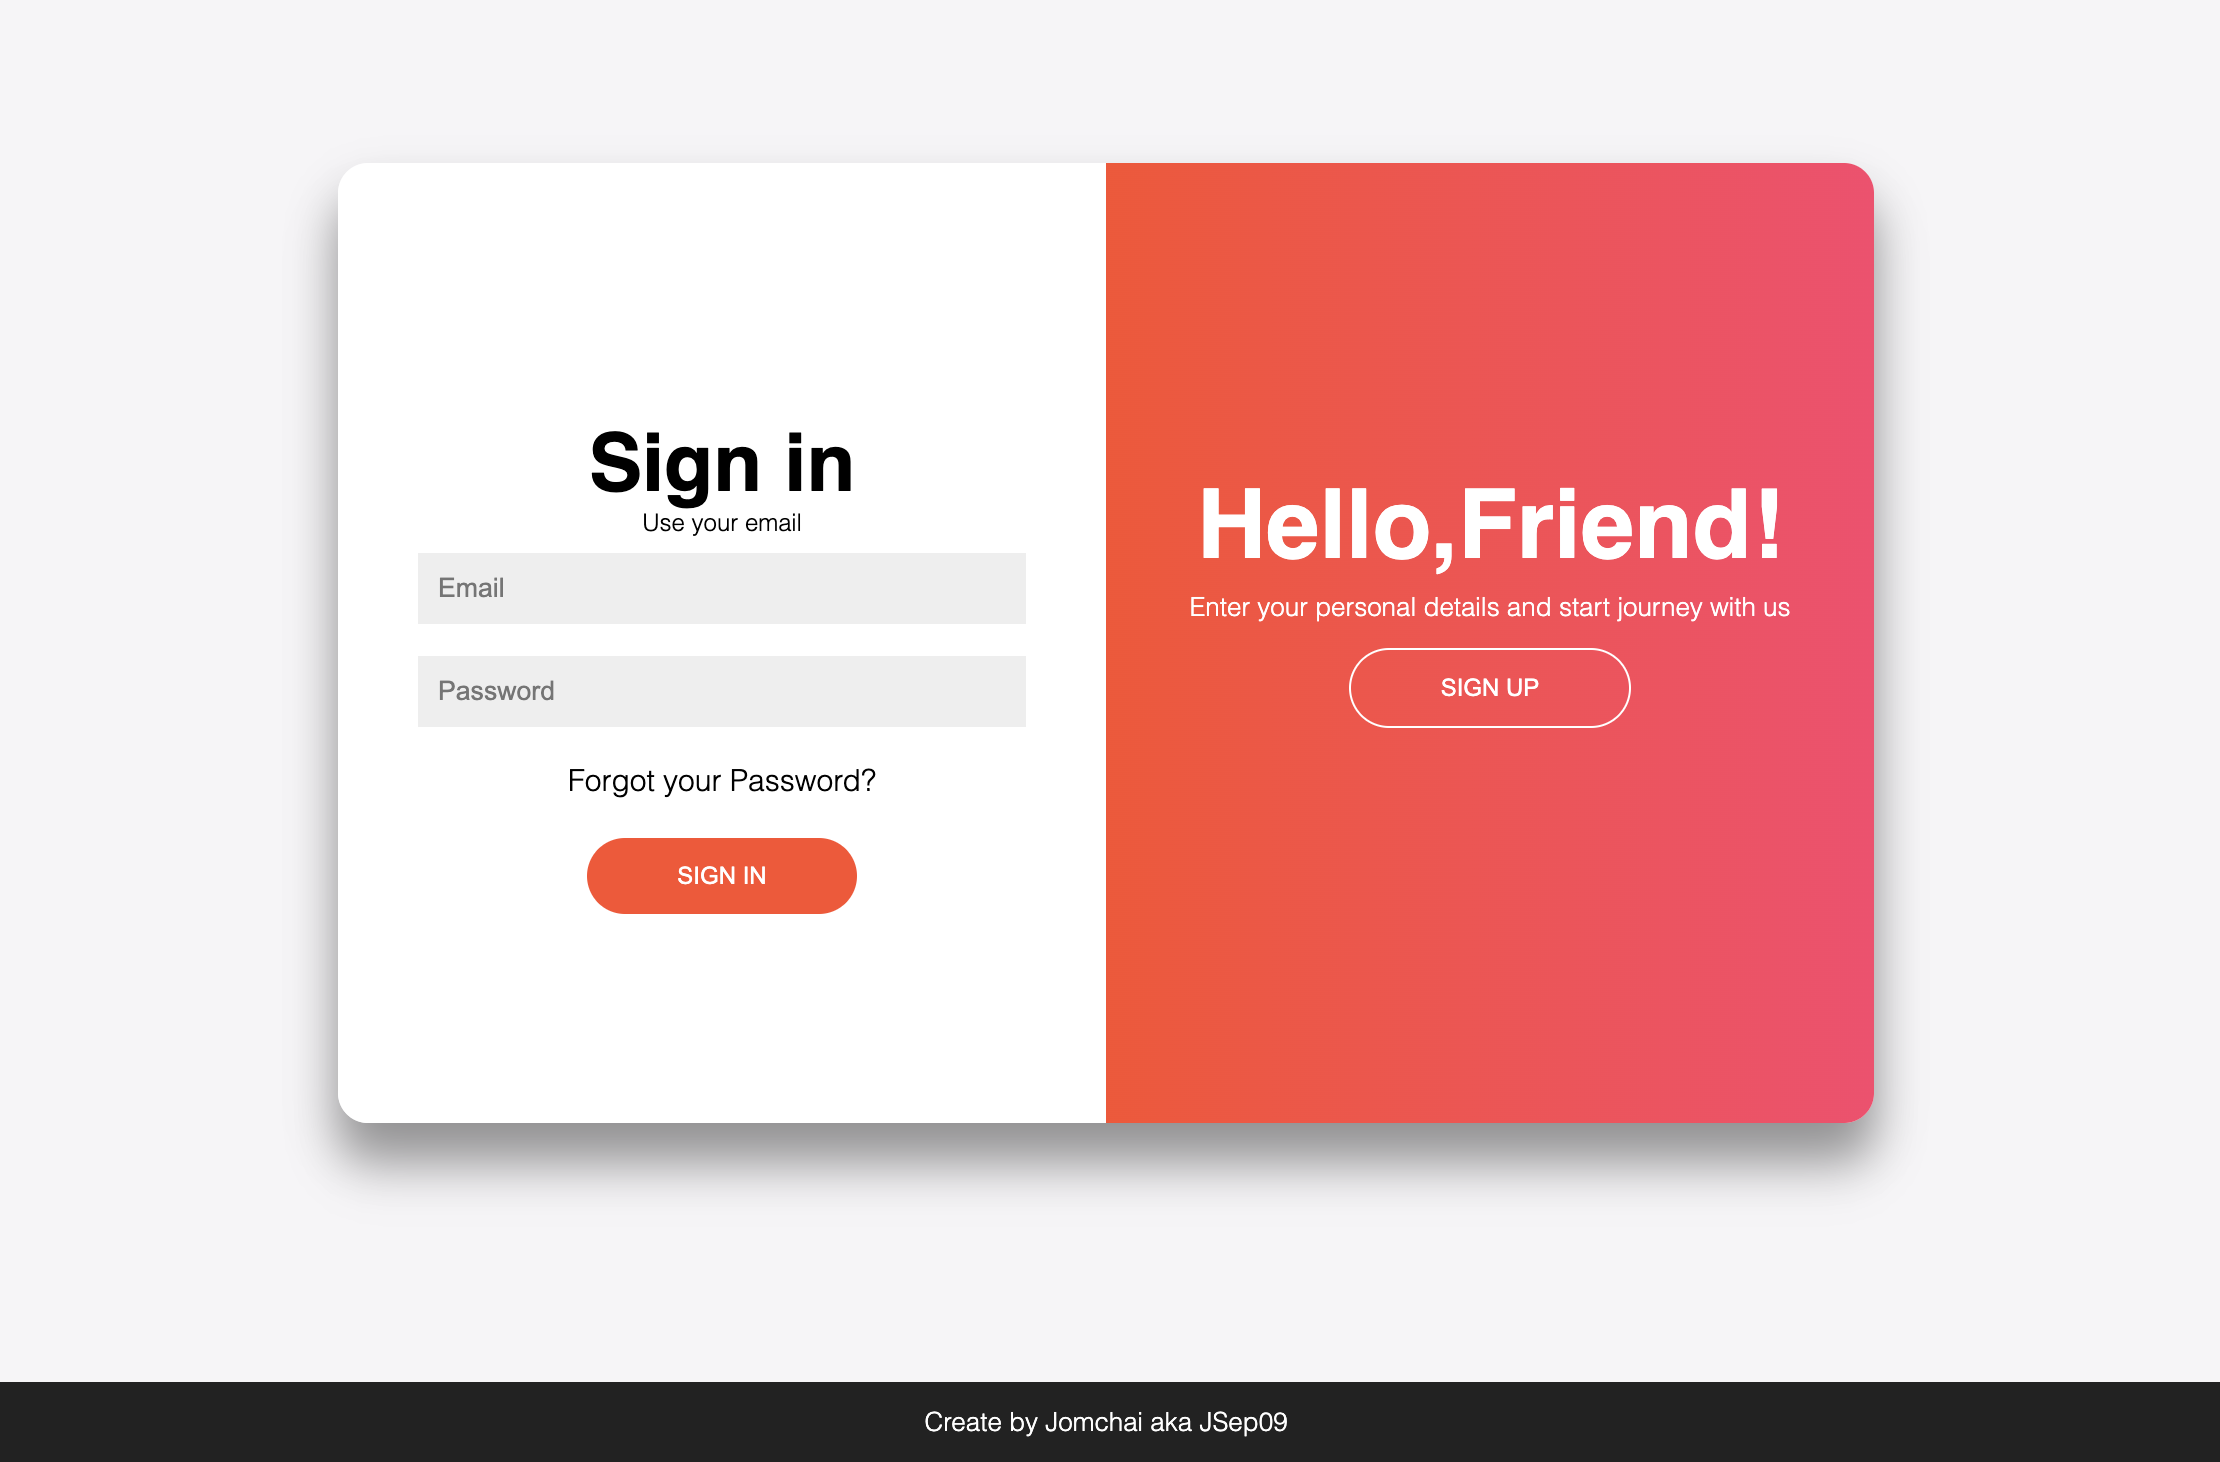 Sign in
Use your email
Email
Password
Forgot your Password?
SIGN IN
Hello,Friend!
Enter your personal details and start journey with us
SIGN UP
Create by Jomchai aka JSep09